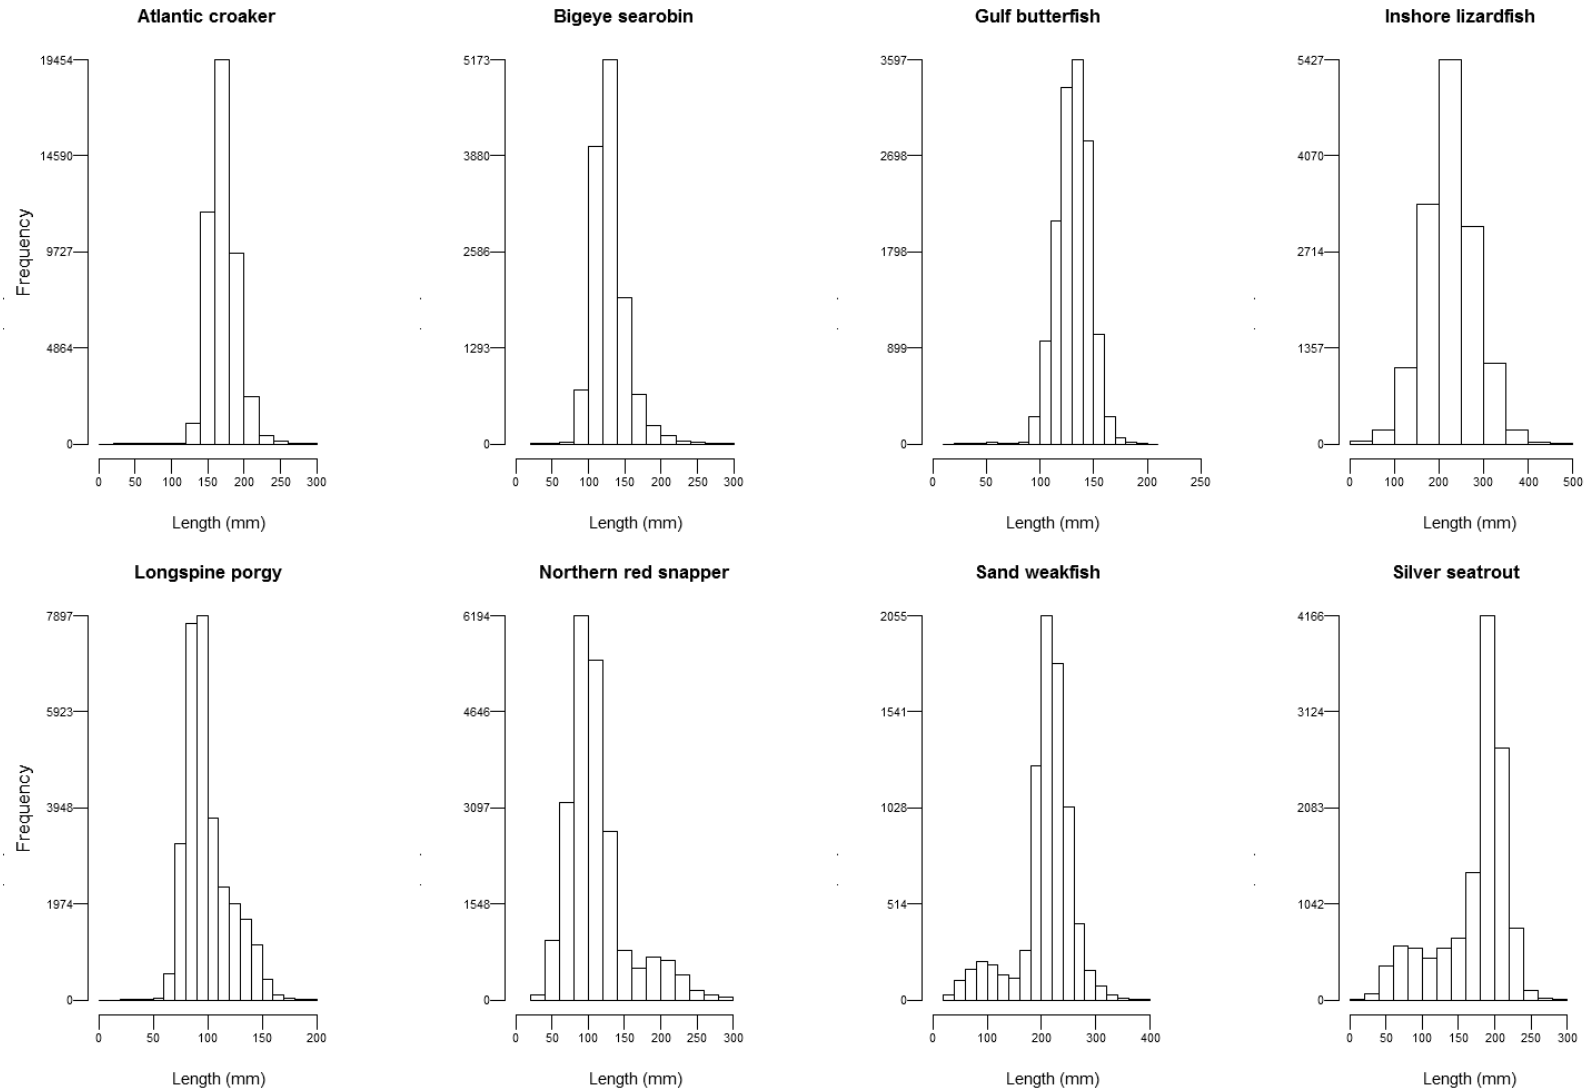 Atlantic croaker
Frequency
19454
14590
9727
4864
0
0 50 100 150 200 250 300
Length (mm)
Bigeye searobin
5173
3880
2586
1293
0
0 50 100 150 200 250 300
Length (mm)
Gulf butterfish
3597
2698
1798
899
0
0 50 100 150 200 250
Length (mm)
Inshore lizardfish
5427
4070
2714
1357
0
0 100 200 300 400 500
Length (mm)
Longspine porgy
Frequency
7897
5923
3948
1974
0
0 50 100 150 200
Length (mm)
Northern red snapper
6194
4646
3097
1548
0
0 50 100 150 200 250 300
Length (mm)
Sand weakfish
2055
1541
1028
514
0
0 100 200 300 400
Length (mm)
Silver seatrout
4166
3124
2083
1042
0
0 50 100 150 200 250 300
Length (mm)